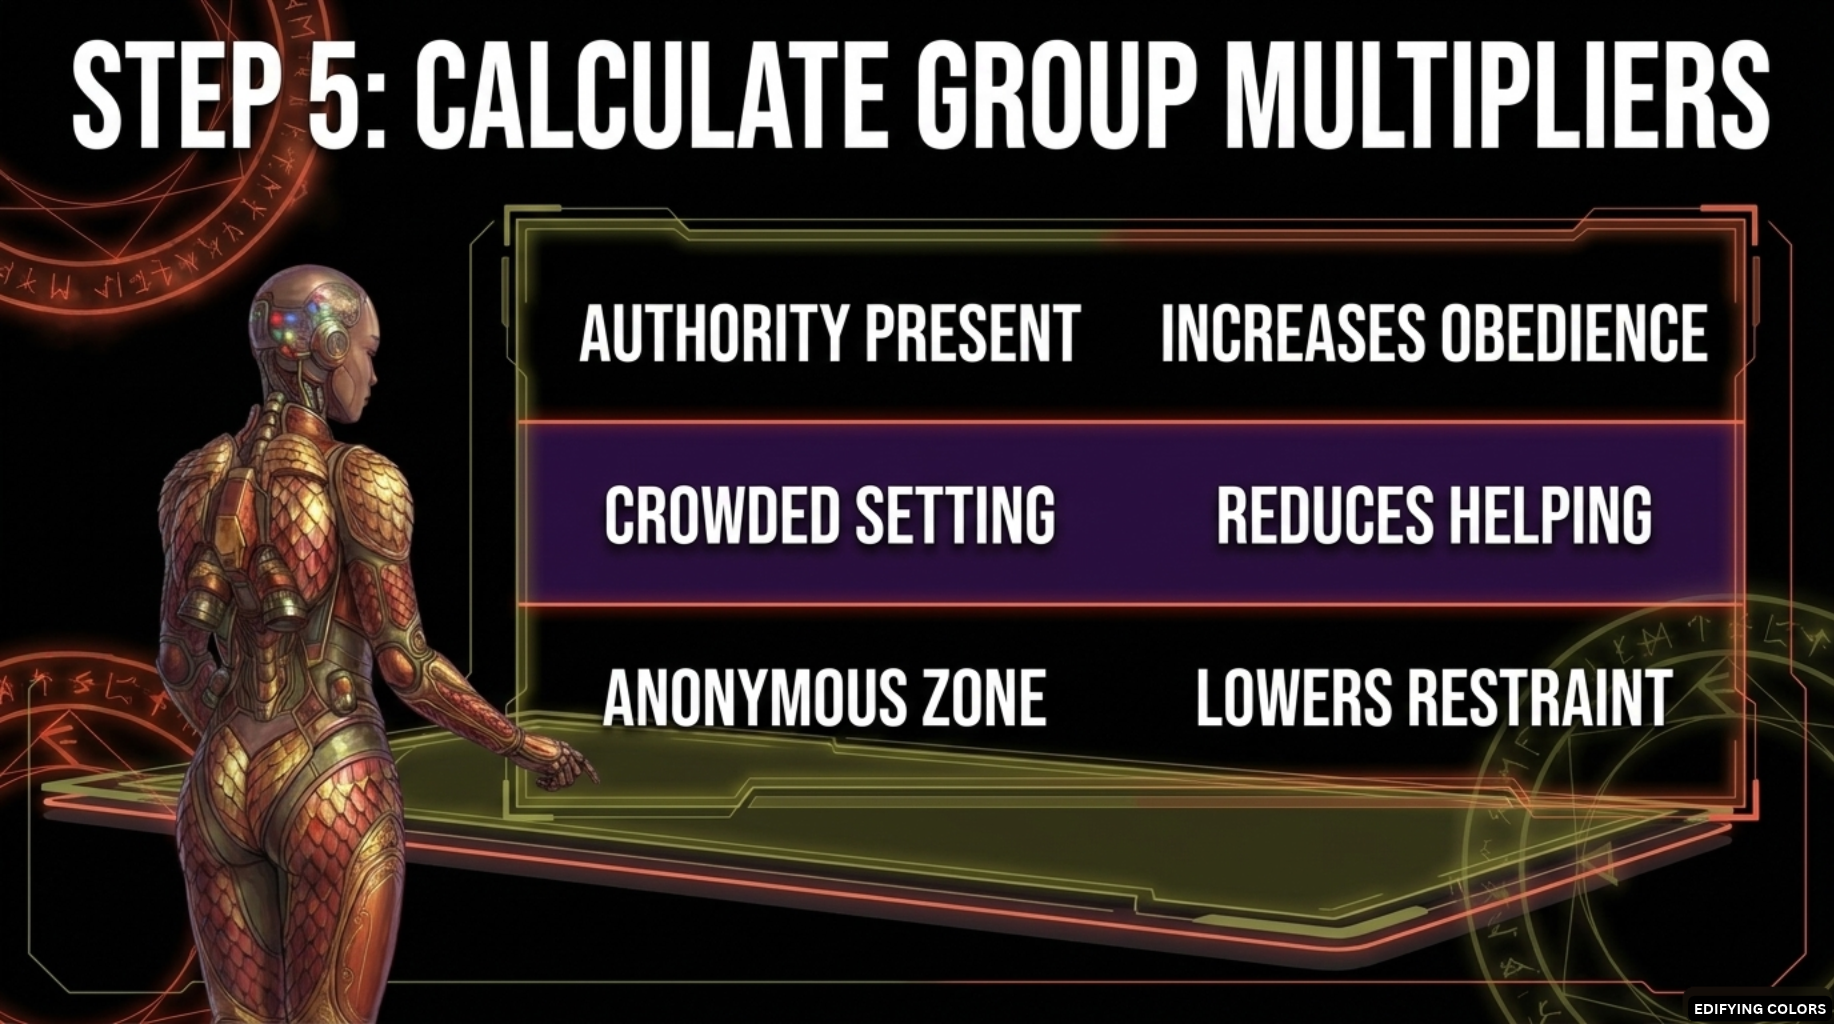 STEP 5: CALCULATE GROUP MULTIPLIERS
AUTHORITY PRESENT INCREASES OBEDIENCE
CROWDED SETTING REDUCES HELPING
ANONYMOUS ZONE LOWERS RESTRAINT
EDIFYING COLORS